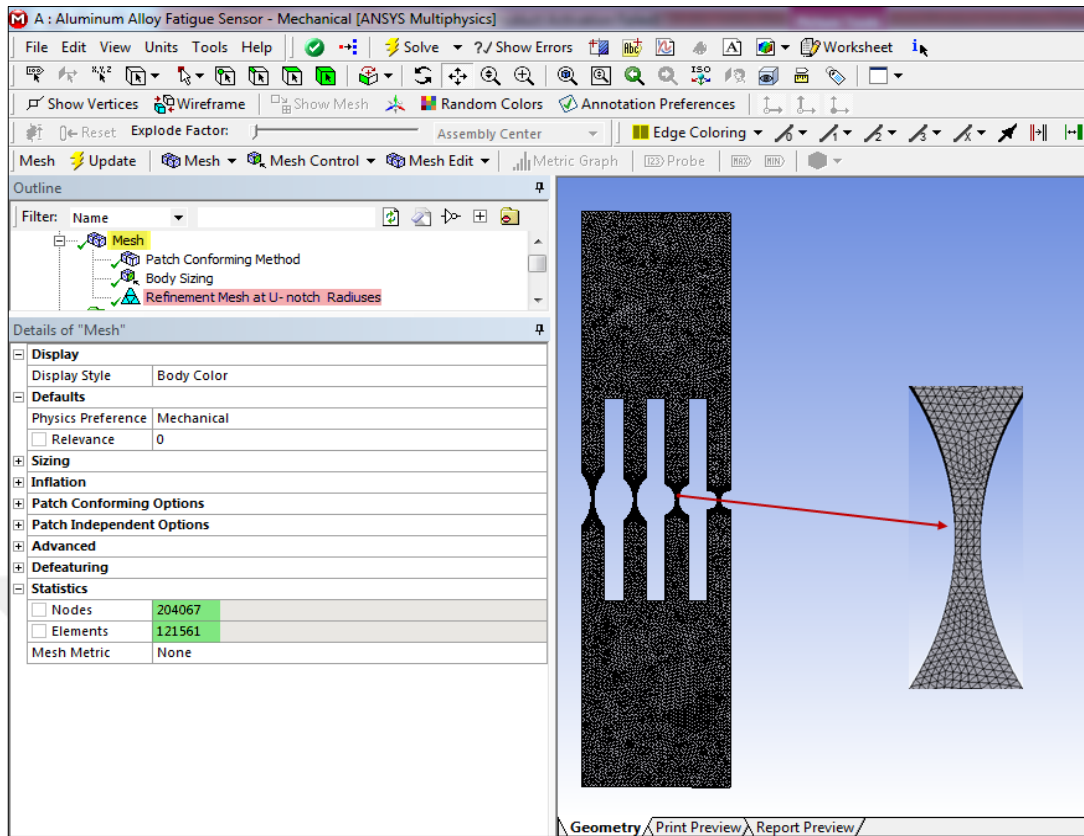 A : Aluminum Alloy Fatigue Sensor - Mechanical [ANSYS Multiphysics]
File Edit View Units Tools Help Solve ?/ Show Errors Worksheet
Show Vertices Wireframe Show Mesh Random Colors Annotation Preferences
Reset Explode Factor: Assembly Center Edge Coloring
Mesh Update Mesh Mesh Control Mesh Edit Metric Graph Probe MAX MIN
Outline
Filter: Name
Mesh
Patch Conforming Method
Body Sizing
Refinement Mesh at U- notch Radiuses
Details of "Mesh"
Display
Display Style Body Color
Defaults
Physics Preference Mechanical
Relevance 0
Sizing
Inflation
Patch Conforming Options
Patch Independent Options
Advanced
Defeaturing
Statistics
Nodes 204067
Elements 121561
Mesh Metric None
Geometry Print Preview Report Preview